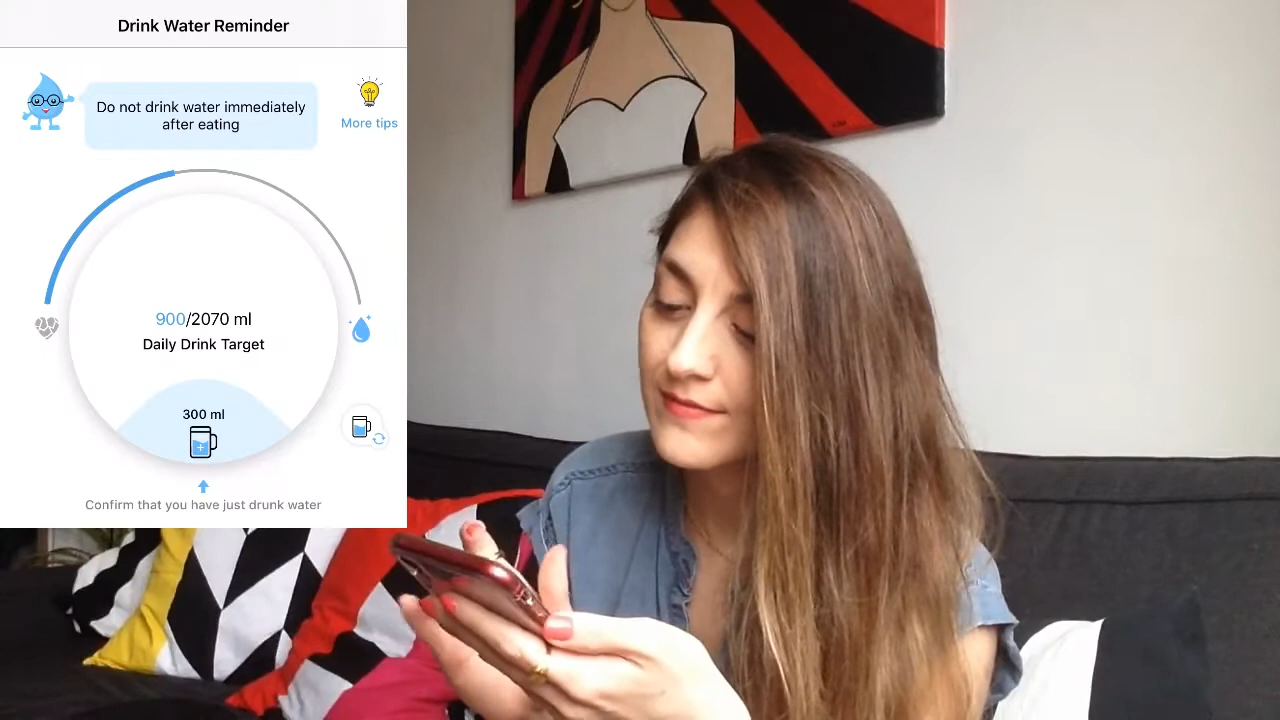 Drink Water Reminder
Do not drink water immediately
after eating
More tips
900/2070 ml
Daily Drink Target
300 ml
Confirm that you have just drunk water